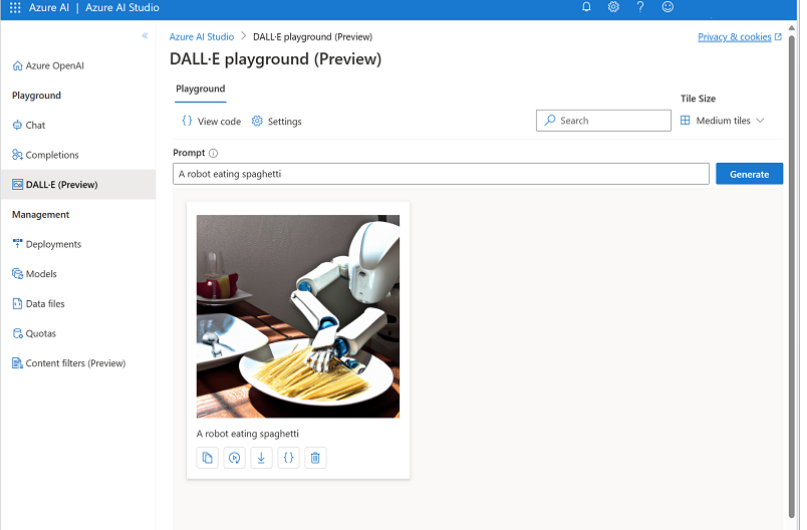 Azure AI | Azure AI Studio
Azure AI Studio > DALL·E playground (Preview)
Privacy & cookies
DALL·E playground (Preview)
Azure OpenAI
Playground
Chat
Completions
DALL·E (Preview)
Management
Deployments
Models
Data files
Quotas
Content filters (Preview)
Playground
View code
Settings
Search
Tile Size
Medium tiles
Prompt
A robot eating spaghetti
Generate
A robot eating spaghetti